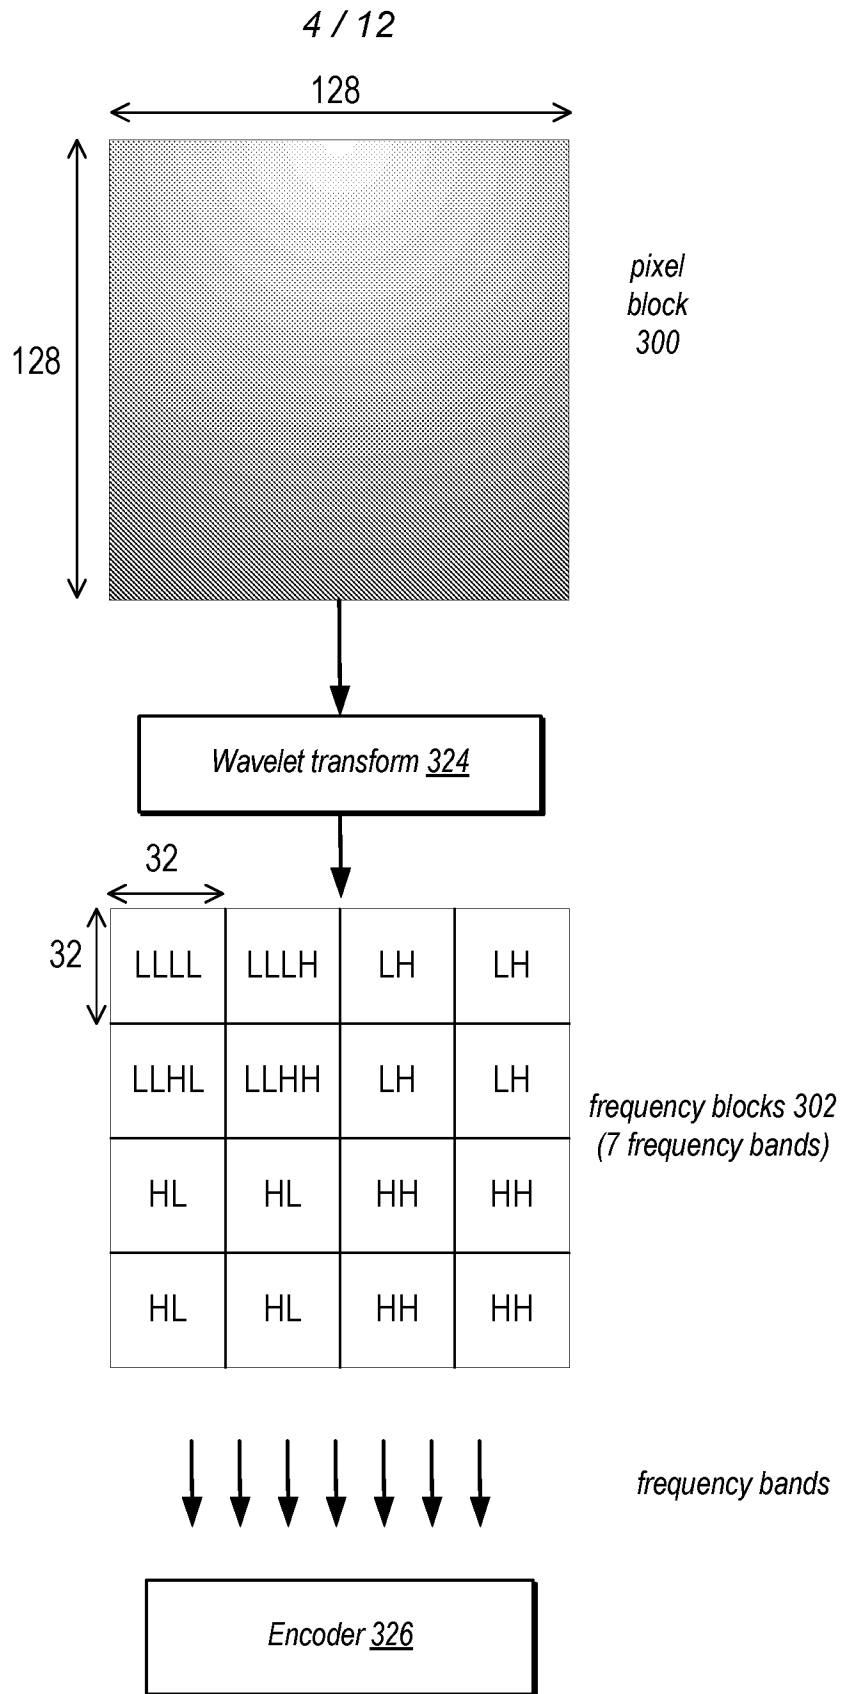 4 / 12
128
128
pixel
block
300
Wavelet transform 324
32
32
LLLL LLLH LH LH
LLHL LLHH LH LH
HL HL HH HH
HL HL HH HH
frequency blocks 302
(7 frequency bands)
frequency bands
Encoder 326